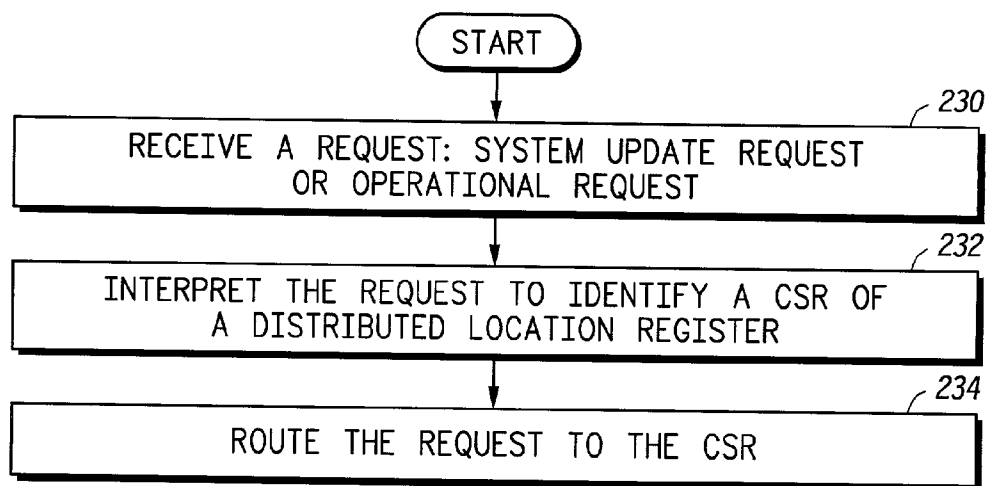 START
230
RECEIVE A REQUEST: SYSTEM UPDATE REQUEST
OR OPERATIONAL REQUEST
232
INTERPRET THE REQUEST TO IDENTIFY A CSR OF
A DISTRIBUTED LOCATION REGISTER
234
ROUTE THE REQUEST TO THE CSR